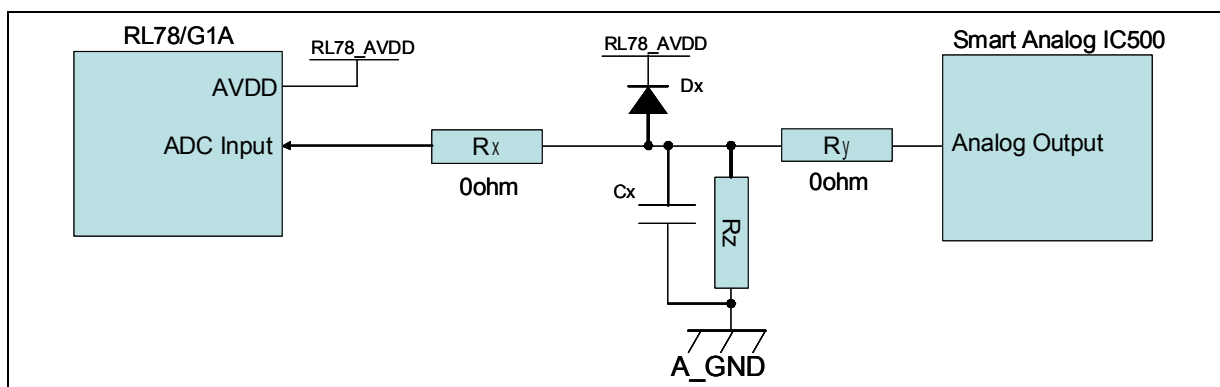 RL78/G1A
RL78_AVDD
RL78_AVDD
Smart Analog IC500
AVDD
Dx
ADC Input
Rx
Ry
Analog Output
0ohm
0ohm
Cx
Rz
A_GND